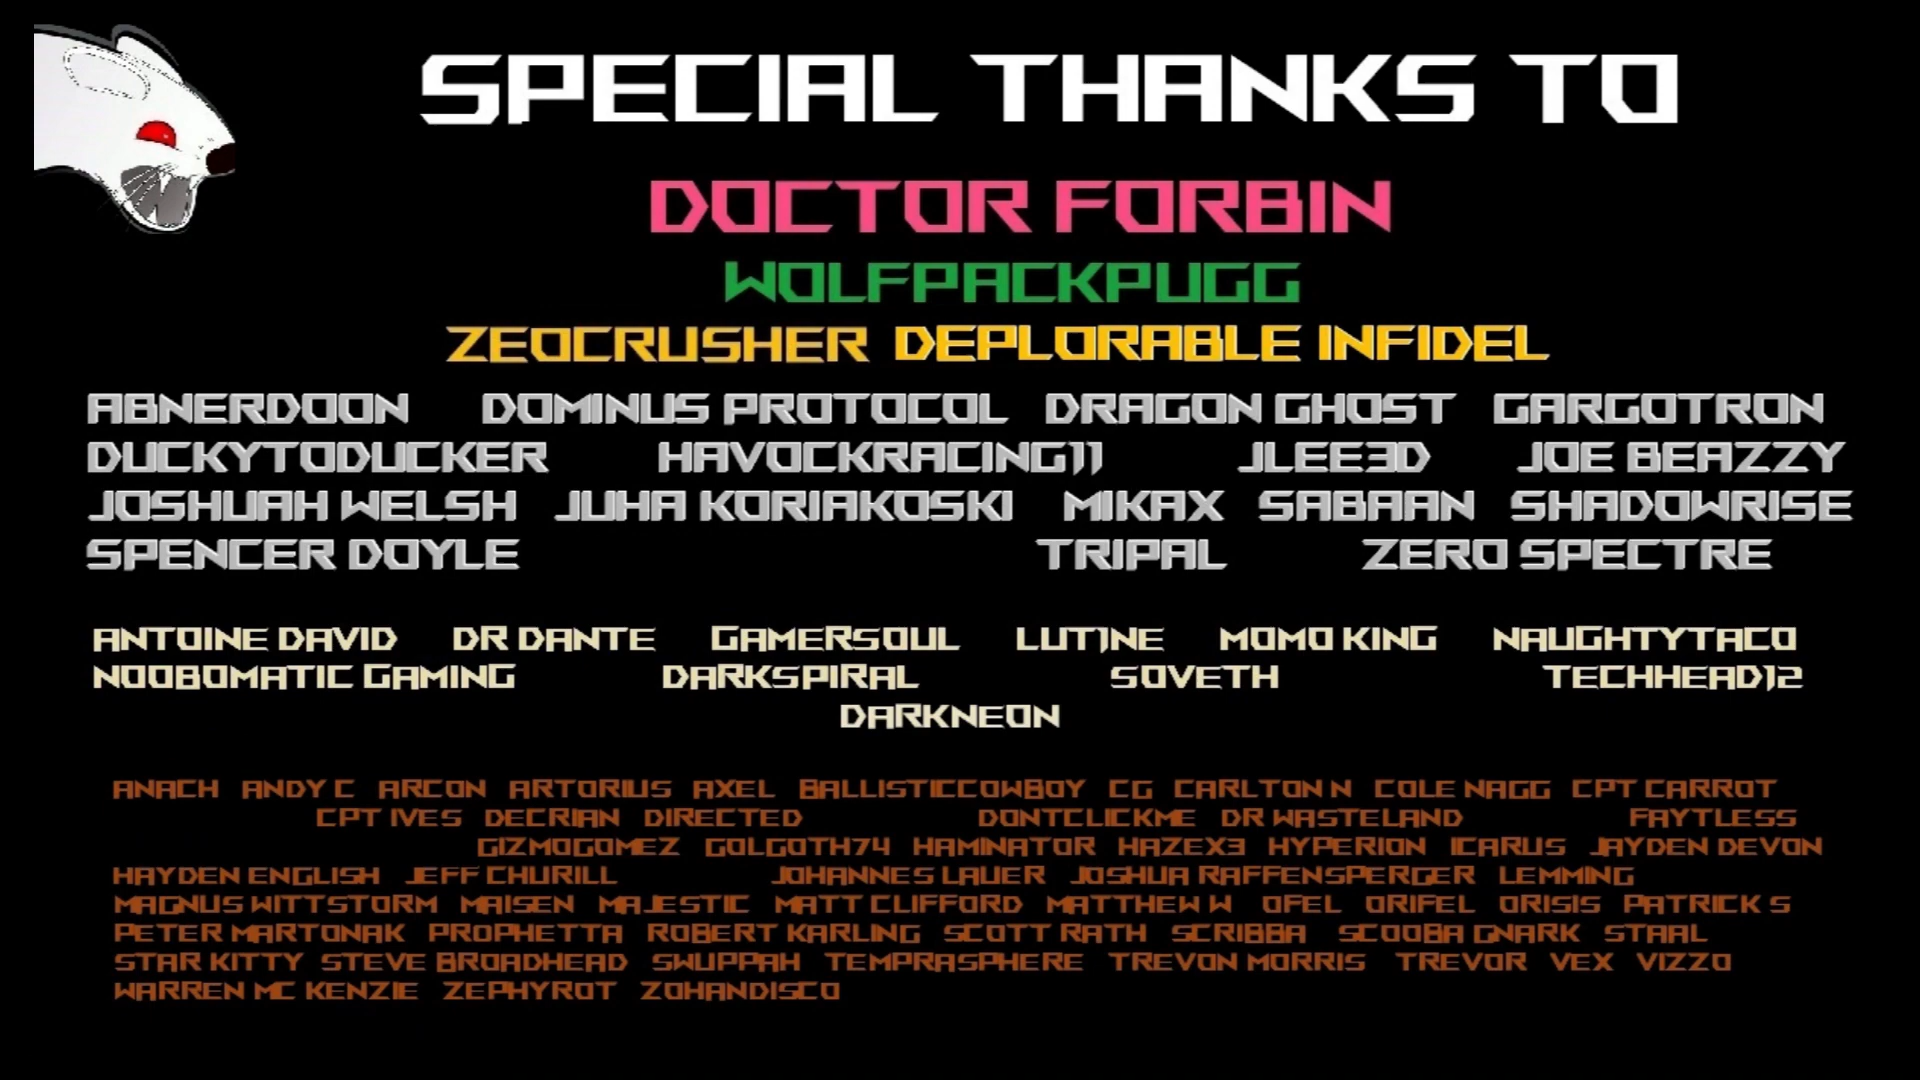 SPECIAL THANKS TO
DOCTOR FORBIN
WOLFPACKPUGG
ZEOCRUSHER DEPLORABLE INFIDEL
ABNERDOON DOMINUS PROTOCOL DRAGON GHOST GARGOTRON
DUCKYTODUCKER HAVOCKRACING11 JLEE3D JOE BEAZZY
JOSHUAH WELSH JUHA KORIAKOSKI MIKAX SABAAN SHADOWRISE
SPENCER DOYLE TRIPAL ZERO SPECTRE
ANTOINE DAVID DR DANTE GAMERSOUL LUT1NE MOMO KING NAUGHTYTACO
NOOBOMATIC GAMING DARKSPIRAL SOVETH TECHHEAD12
DARKNEON
ANACH ANDY C ARCON ARTORIUS AXEL BALLISTICCOWBOY CG CARLTON N COLE NAGG CPT CARROT
CPT IVES DECRIAN DIRECTED DONTCLICKME DR WASTELAND FAYTLESS
GIZMOGOMEZ GOLGOTH74 HAMINATOR HAZEX3 HYPERION ICARUS JAYDEN DEVON
HAYDEN ENGLISH JEFF CHURILL JOHANNES LAUER JOSHUA RAFFENSPERGER LEMMING
MAGNUS WITTSTORM MAISEN MAJESTIC MATT CLIFFORD MATTHEW W OFEL ORIFEL ORISIS PATRICK S
PETER MARTONAK PROPHETTA ROBERT KARLING SCOTT RATH SCRIBBA SCOOBA GNARK STAAL
STAR KITTY STEVE BROADHEAD SWUPPAH TEMPRASPHERE TREVON MORRIS TREVOR VEX VIZZO
WARREN MC KENZIE ZEPHYROT ZOHANDISCO